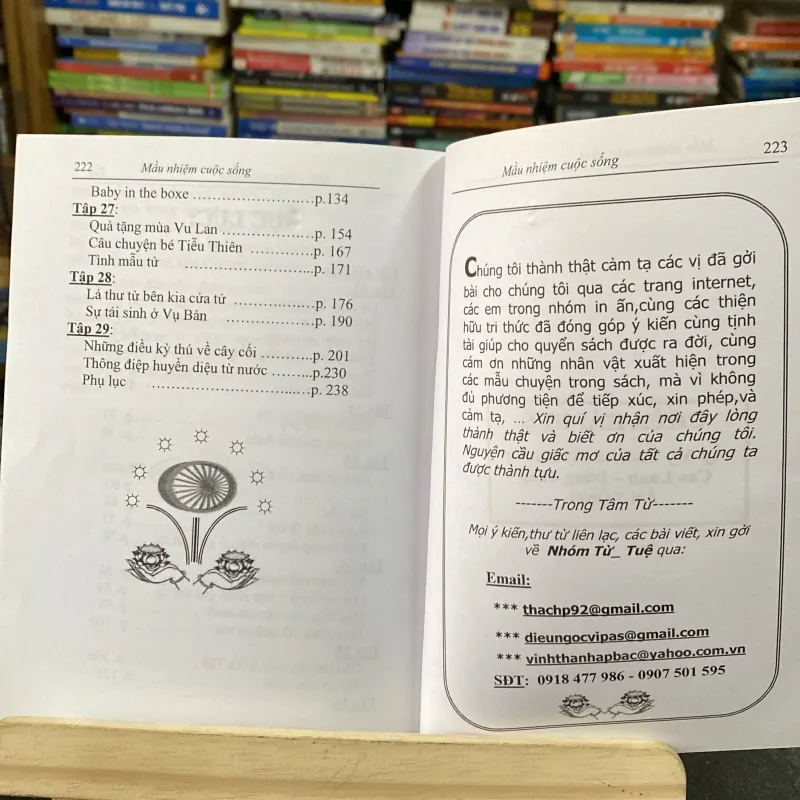 222 Mầu nhiệm cuộc sống
Baby in the boxe ……………………p.134
Tập 27:
Quà tặng mùa Vu Lan ………………...p. 154
Câu chuyện bé Tiễu Thiên …………...p. 167
Tình mẫu tử ……………………...p. 171
Tập 28:
Lá thư từ bên kia cửa tử ………………p. 176
Sự tái sinh ở Vụ Bản ………………...p. 190
Tập 29:
Những điều kỳ thú về cây cối …………p. 201
Thông điệp huyền diệu từ nước ……...p.230
Phụ lục …………………………...…p. 238
Mầu nhiệm cuộc sống 223
Chúng tôi thành thật cảm tạ các vị đã gởi
bài cho chúng tôi qua các trang internet,
các em trong nhóm in ấn,cùng các thiện
hữu tri thức đã đóng góp ý kiến cùng tịnh
tài giúp cho quyển sách được ra đời, cùng
cám ơn những nhân vật xuất hiện trong
các mẫu chuyện trong sách, mà vì không
đủ phương tiện để tiếp xúc, xin phép,và
cảm tạ, ... Xin quí vị nhận nơi đây lòng
thành thật và biết ơn của chúng tôi.
Nguyện cầu giấc mơ của tất cả chúng ta
được thành tựu.
-------Trong Tâm Từ-------
Mọi ý kiến,thư từ liên lạc, các bài viết, xin gởi
về Nhóm Từ_ Tuệ qua:
Email:
*** thachp92@gmail.com
*** dieungocvipas@gmail.com
*** vinhthanhapbac@yahoo.com.vn
SĐT: 0918 477 986 - 0907 501 595